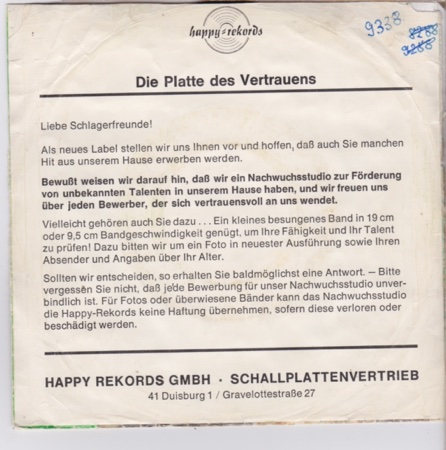 happy-rekords
9338
8288
9288
Die Platte des Vertrauens
Liebe Schlagerfreunde!
Als neues Label stellen wir uns Ihnen vor und hoffen, daß auch Sie manchen
Hit aus unserem Hause erwerben werden.
Bewußt weisen wir darauf hin, daß wir ein Nachwuchsstudio zur Förderung
von unbekannten Talenten in unserem Hause haben, und wir freuen uns
über jeden Bewerber, der sich vertrauensvoll an uns wendet.
Vielleicht gehören auch Sie dazu . . . Ein kleines besungenes Band in 19 cm
oder 9,5 cm Bandgeschwindigkeit genügt, um Ihre Fähigkeit und Ihr Talent
zu prüfen! Dazu bitten wir um ein Foto in neuester Ausführung sowie Ihren
Absender und Angaben über Ihr Alter.
Sollten wir entscheiden, so erhalten Sie baldmöglichst eine Antwort. — Bitte
vergessen Sie nicht, daß jede Bewerbung für unser Nachwuchsstudio unver-
bindlich ist. Für Fotos oder überwiesene Bänder kann das Nachwuchsstudio
die Happy-Rekords keine Haftung übernehmen, sofern diese verloren oder
beschädigt werden.
HAPPY REKORDS GMBH · SCHALLPLATTENVERTRIEB
41 Duisburg 1 / Gravelottestraße 27